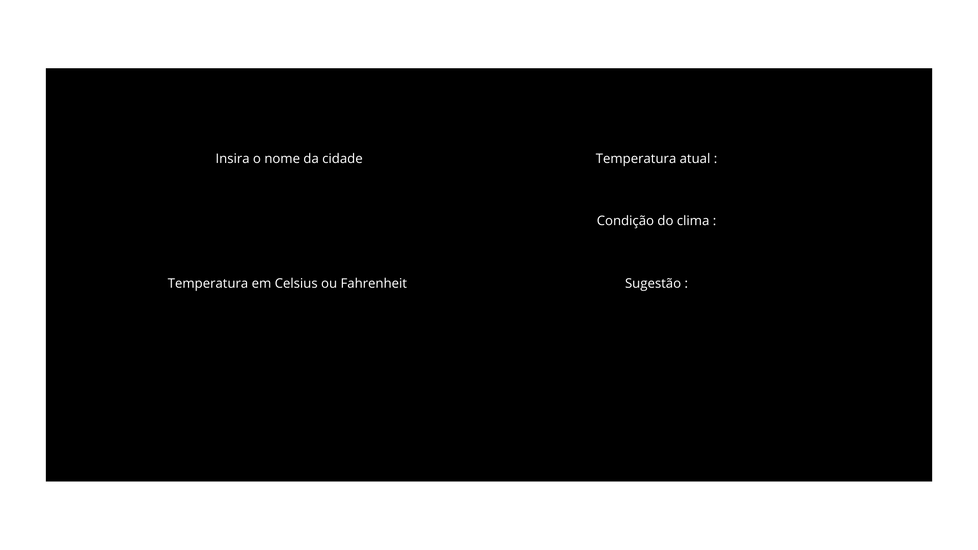 Insira o nome da cidade
Temperatura em Celsius ou Fahrenheit
Temperatura atual :
Condição do clima :
Sugestão :